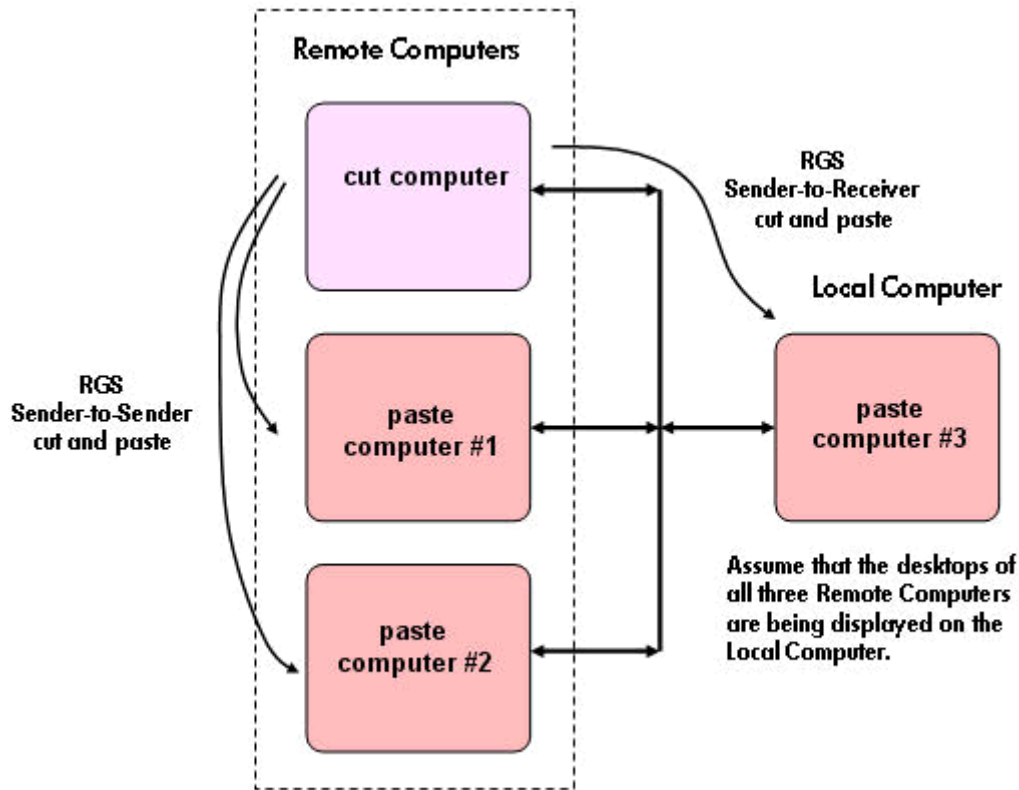 Remote Computers
cut computer
RGS
Sender-to-Receiver
cut and paste
Local Computer
RGS
Sender-to-Sender
cut and paste
paste
computer #1
paste
computer #3
paste
computer #2
Assume that the desktops of
all three Remote Computers
are being displayed on the
Local Computer.